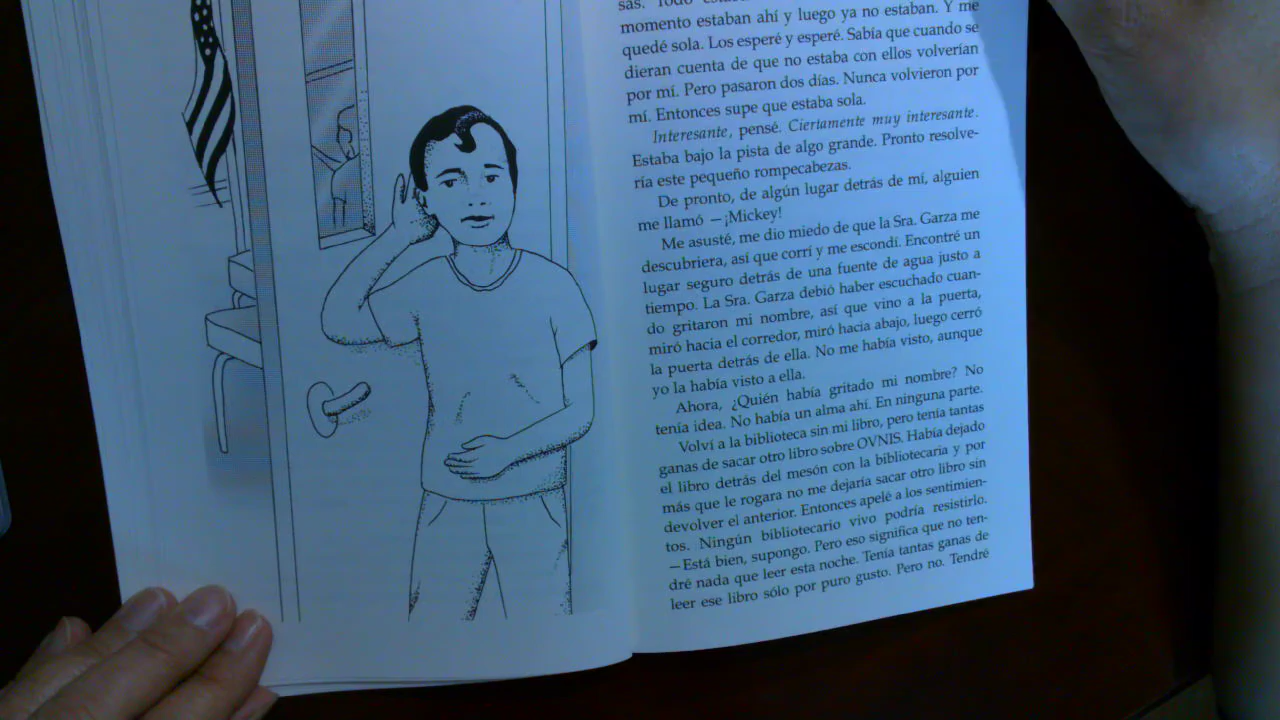 sas. Todo
momento estaban ahí y luego ya no estaban. Y me
quedé sola. Los esperé y esperé. Sabía que cuando se
dieran cuenta de que no estaba con ellos volverían
por mí. Pero pasaron dos días. Nunca volvieron por
mí. Entonces supe que estaba sola.
Interesante, pensé. Ciertamente muy interesante.
Estaba bajo la pista de algo grande. Pronto resolve-
ría este pequeño rompecabezas.
De pronto, de algún lugar detrás de mí, alguien
me llamó —¡Mickey!
Me asusté, me dio miedo de que la Sra. Garza me
descubriera, así que corrí y me escondí. Encontré un
lugar seguro detrás de una fuente de agua justo a
tiempo. La Sra. Garza debió haber escuchado cuan-
do gritaron mi nombre, así que vino a la puerta,
miró hacia el corredor, miró hacia abajo, luego cerró
la puerta detrás de ella. No me había visto, aunque
yo la había visto a ella.
Ahora, ¿Quién había gritado mi nombre? No
tenía idea. No había un alma ahí. En ninguna parte.
Volví a la biblioteca sin mi libro, pero tenía tantas
ganas de sacar otro libro sobre OVNIS. Había dejado
el libro detrás del mesón con la bibliotecaria y por
más que le rogara no me dejaría sacar otro libro sin
devolver el anterior. Entonces apelé a los sentimien-
tos. Ningún bibliotecario vivo podría resistirlo.
—Está bien, supongo. Pero eso significa que no ten-
dré nada que leer esta noche. Tenía tantas ganas de
leer ese libro sólo por puro gusto. Pero no. Tendré